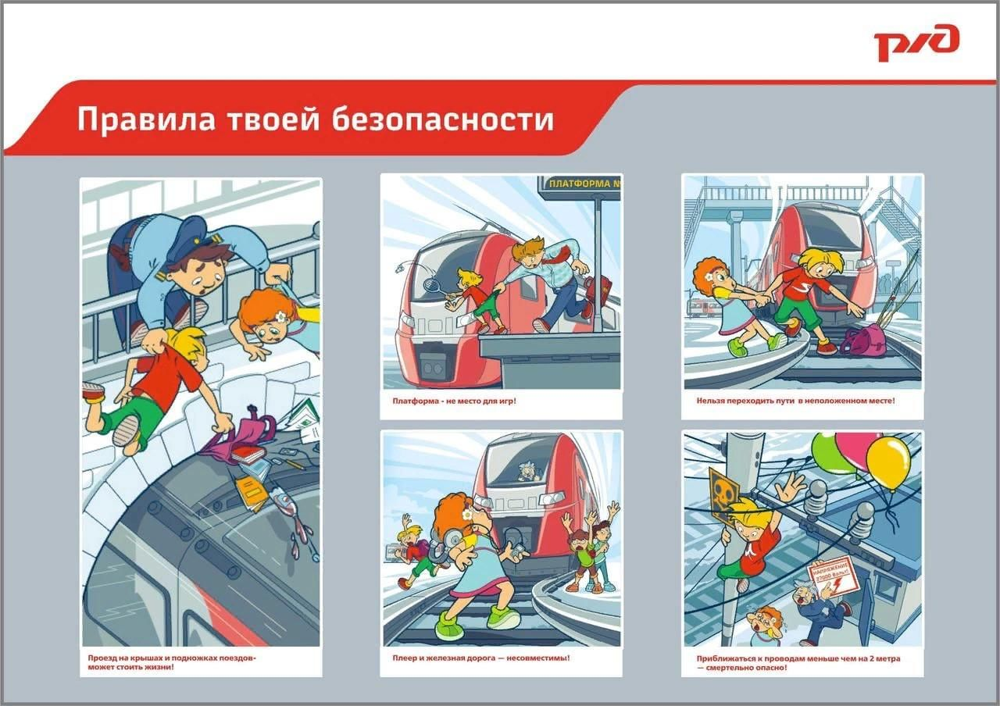 ржд
Правила твоей безопасности
ПЛАТФОРМА №
Платформа - не место для игр!
Нельзя переходить пути в неположенном месте!
НАПРЯЖЕНИЕ
27000 Вольт!
Проезд на крышах и подножках поездов-
может стоить жизни!
Плеер и железная дорога — несовместимы!
Приближаться к проводам меньше чем на 2 метра
— смертельно опасно!